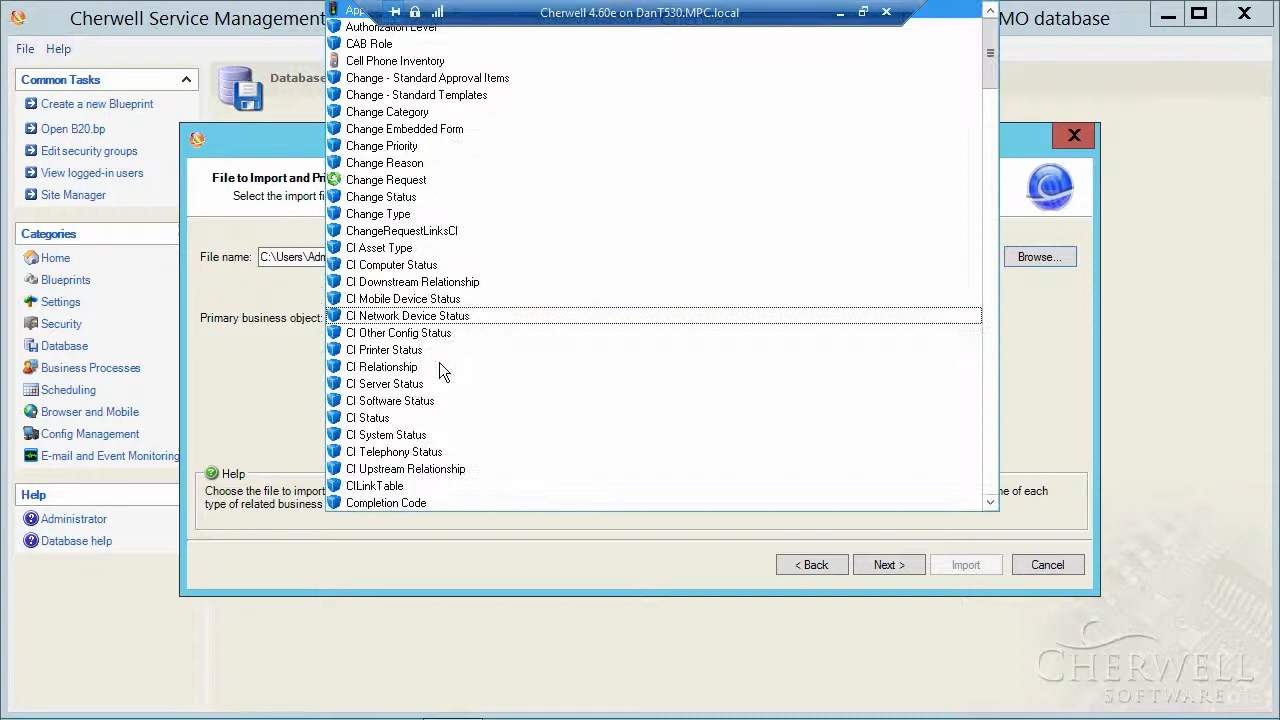 Cherwell Service Management
Cherwell 4.60e on DanT530.MPC.local
MO database
File Help
Common Tasks
Create a new Blueprint
Open B20.bp
Edit security groups
View logged-in users
Site Manager
Categories
Home
Blueprints
Settings
Security
Database
Business Processes
Scheduling
Browser and Mobile
Config Management
E-mail and Event Monitoring
Help
Administrator
Database help
Database
File to Import and Pri
Select the import fi
File name: C:\Users\Adm
Browse...
Primary business object:
App
Authorization Level
CAB Role
Cell Phone Inventory
Change - Standard Approval Items
Change - Standard Templates
Change Category
Change Embedded Form
Change Priority
Change Reason
Change Request
Change Status
Change Type
ChangeRequestLinksCI
CI Asset Type
CI Computer Status
CI Downstream Relationship
CI Mobile Device Status
CI Network Device Status
CI Other Config Status
CI Printer Status
CI Relationship
CI Server Status
CI Software Status
CI Status
CI System Status
CI Telephony Status
CI Upstream Relationship
CILinkTable
Completion Code
Help
Choose the file to import
type of related business
ne of each
< Back Next > Import Cancel
CHERWELL
SOFTWARE